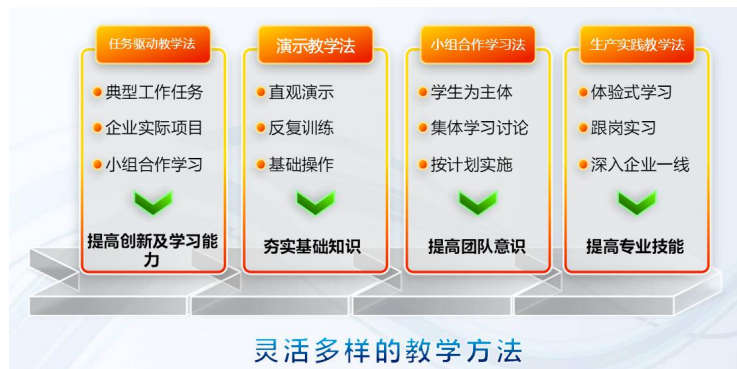 任务驱动教学法
典型工作任务
企业实际项目
小组合作学习
提高创新及学习能
力
演示教学法
直观演示
反复训练
基础操作
夯实基础知识
小组合作学习法
学生为主体
集体学习讨论
按计划实施
提高团队意识
生产实践教学法
体验式学习
跟岗实习
深入企业一线
提高专业技能
灵活多样的教学方法